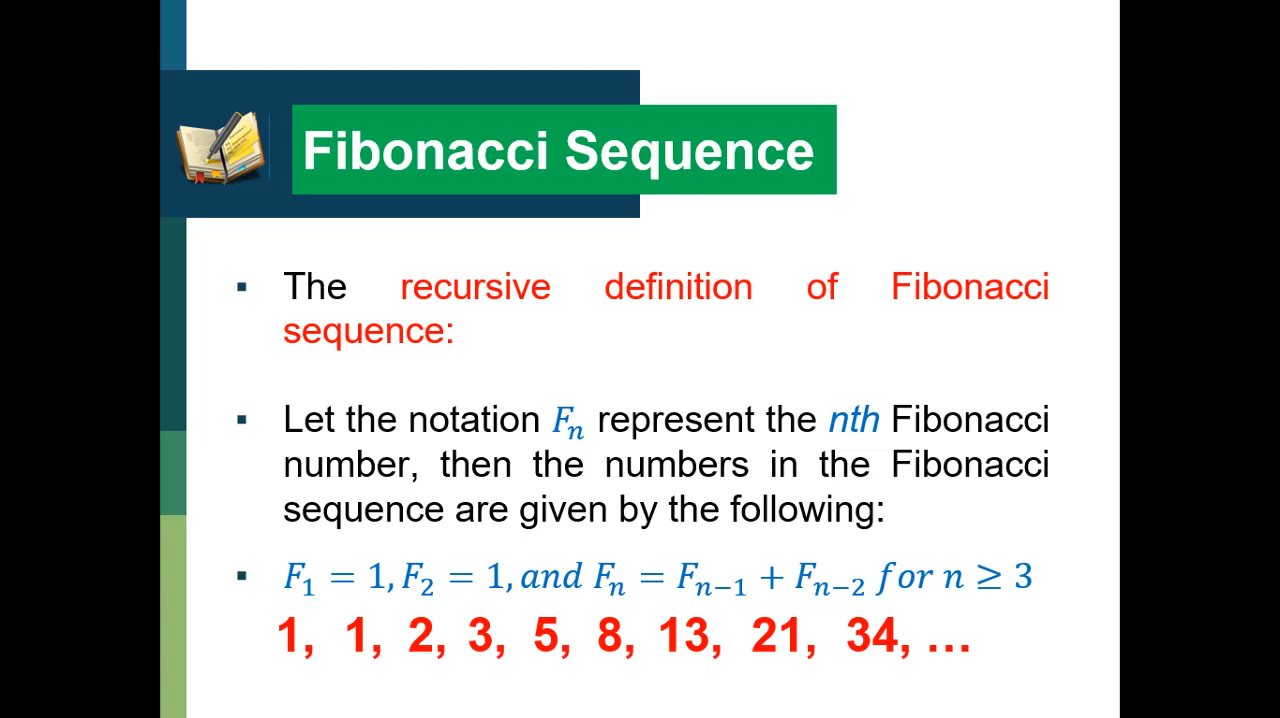 Fibonacci Sequence
▪ The recursive definition of Fibonacci
sequence:
▪ Let the notation Fₙ represent the nth Fibonacci
number, then the numbers in the Fibonacci
sequence are given by the following:
▪ F₁ = 1, F₂ = 1, and Fₙ = Fₙ₋₁ + Fₙ₋₂ for n ≥ 3
1, 1, 2, 3, 5, 8, 13, 21, 34, …